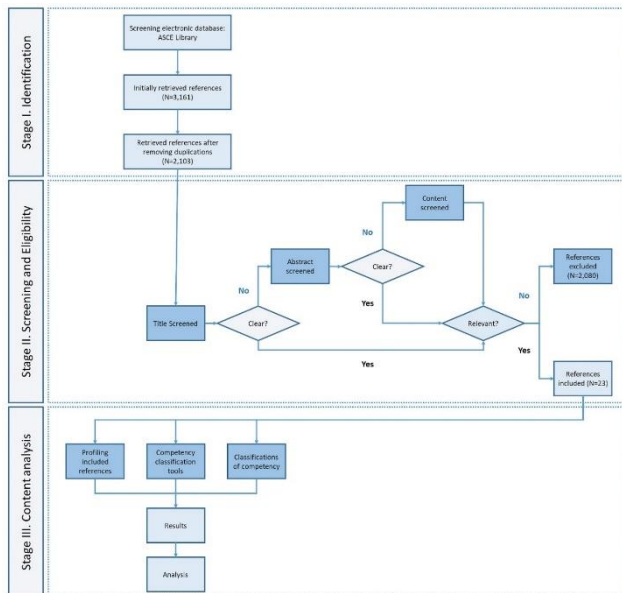 Stage I. Identification
Screening electronic database:
ASCE Library
Initially retrieved references
(N=3,161)
Retrieved references after
removing duplications
(N=2,103)
Stage II. Screening and Eligibility
Title Screened
Clear?
No
Abstract
screened
Clear?
No
Content
screened
Yes
Yes
Relevant?
No
References
excluded
(N=2,080)
Yes
References
included (N=23)
Stage III. Content analysis
Profiling
included
references
Competency
classification
tools
Classifications
of competency
Results
Analysis